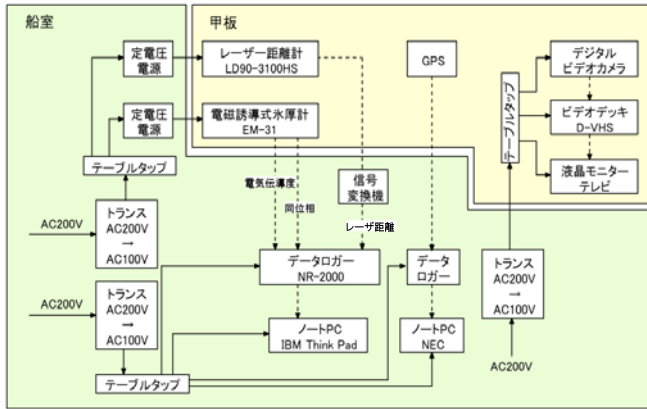 船室
甲板
定電圧
電源
レーザー距離計
LD90-3100HS
GPS
デジタル
ビデオカメラ
定電圧
電源
電磁誘導式氷厚計
EM-31
テーブルタップ
ビデオデッキ
D-VHS
テーブルタップ
液晶モニター
テレビ
電気伝導度
同位相
信号
変換機
レーザ距離
AC200V
トランス
AC200V
→
AC100V
データロガー
NR-2000
データ
ロガー
トランス
AC200V
→
AC100V
AC200V
トランス
AC200V
→
AC100V
ノートPC
IBM Think Pad
ノートPC
NEC
AC200V
テーブルタップ